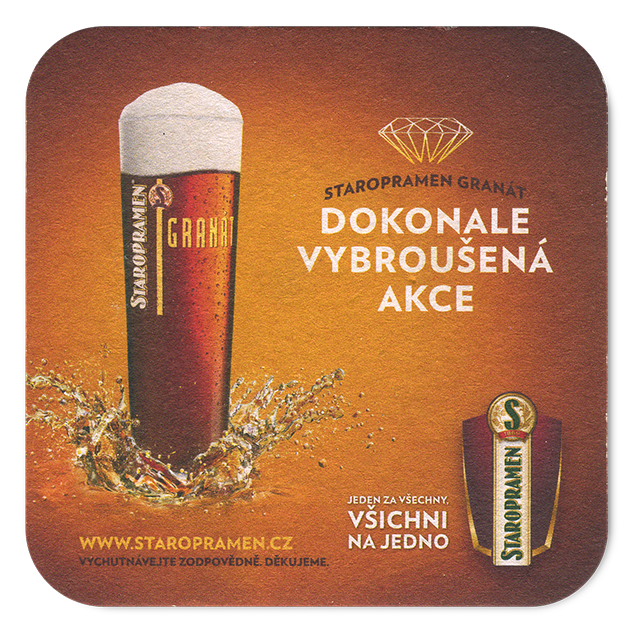 STAROPRAMEN
GRANÁT
STAROPRAMEN GRANÁT
DOKONALE
VYBROUŠENÁ
AKCE
JEDEN ZA VŠECHNY,
VŠICHNI
NA JEDNO
S
STAROPRAMEN
WWW.STAROPRAMEN.CZ
VYCHUTNÁVEJTE ZODPOVĚDNĚ. DĚKUJEME.